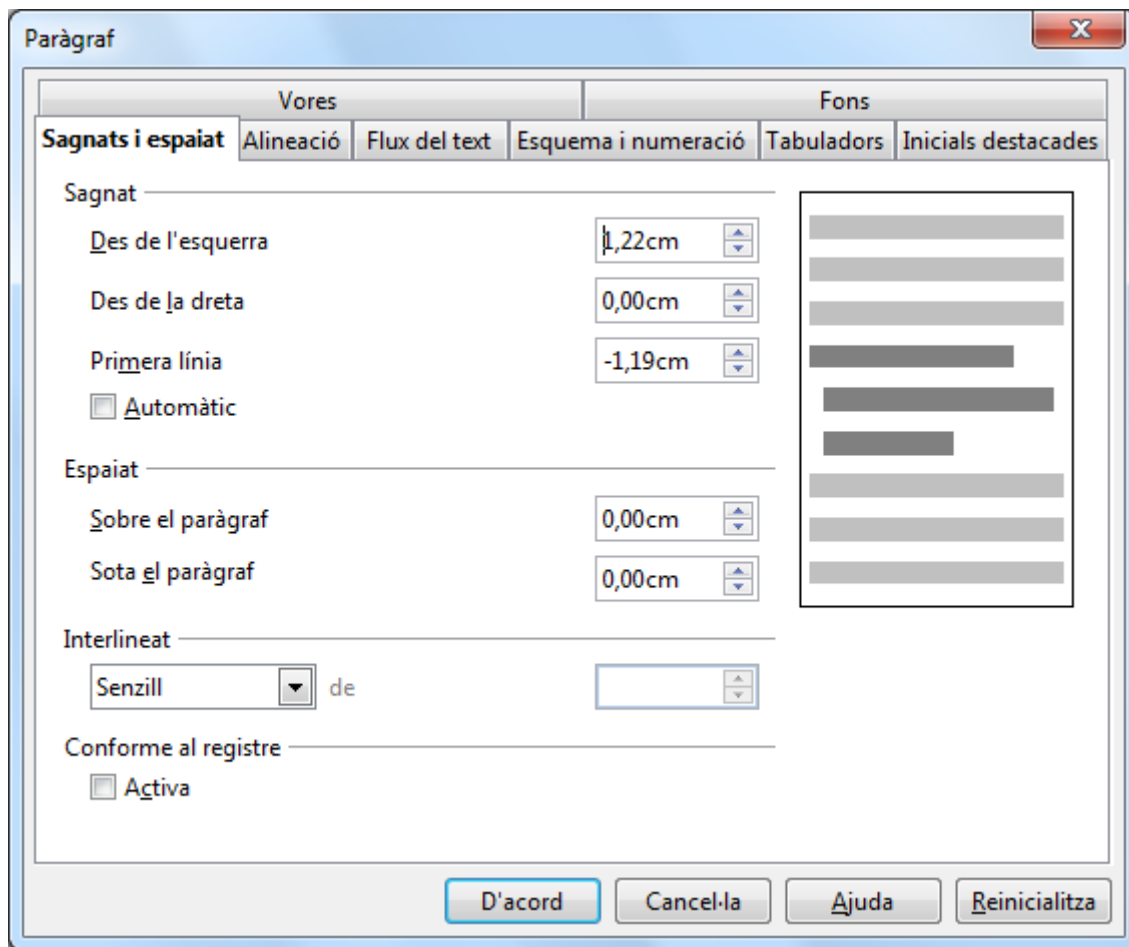 Paràgraf
Vores Fons
Sagnats i espaiat Alineació Flux del text Esquema i numeració Tabuladors Inicials destacades
Sagnat
Des de l'esquerra 1,22cm
Des de la dreta 0,00cm
Primera línia -1,19cm
Automàtic
Espaiat
Sobre el paràgraf 0,00cm
Sota el paràgraf 0,00cm
Interlineat
Senzill de
Conforme al registre
Activa
D'acord Cancel·la Ajuda Reinicialitza